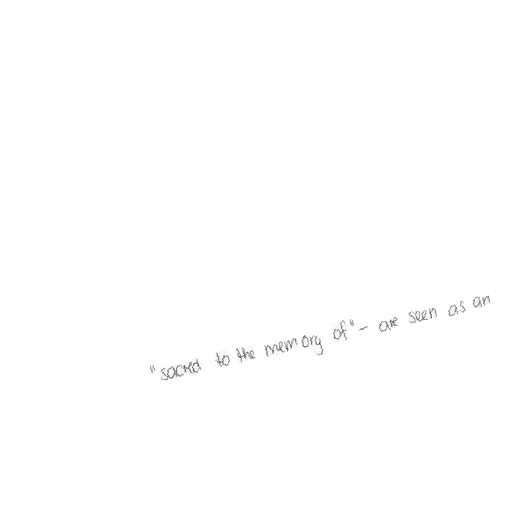 "sacred to the memory of" - are seen as an